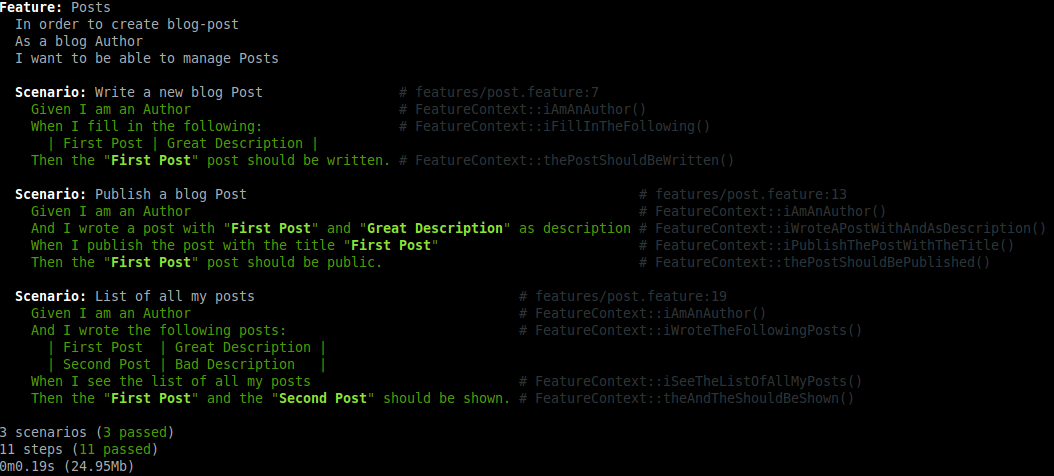 Feature: Posts
  In order to create blog-post
  As a blog Author
  I want to be able to manage Posts

  Scenario: Write a new blog Post                 # features/post.feature:7
    Given I am an Author                          # FeatureContext::iAmAnAuthor()
    When I fill in the following:                 # FeatureContext::iFillInTheFollowing()
      | First Post | Great Description |
    Then the "First Post" post should be written. # FeatureContext::thePostShouldBeWritten()

  Scenario: Publish a blog Post                                                 # features/post.feature:13
    Given I am an Author                                                        # FeatureContext::iAmAnAuthor()
    And I wrote a post with "First Post" and "Great Description" as description # FeatureContext::iWroteAPostWithAndAsDescription()
    When I publish the post with the title "First Post"                         # FeatureContext::iPublishThePostWithTheTitle()
    Then the "First Post" post should be public.                                # FeatureContext::thePostShouldBePublished()

  Scenario: List of all my posts                                 # features/post.feature:19
    Given I am an Author                                         # FeatureContext::iAmAnAuthor()
    And I wrote the following posts:                             # FeatureContext::iWroteTheFollowingPosts()
      | First Post  | Great Description |
      | Second Post | Bad Description   |
    When I see the list of all my posts                          # FeatureContext::iSeeTheListOfAllMyPosts()
    Then the "First Post" and the "Second Post" should be shown. # FeatureContext::theAndTheShouldBeShown()

3 scenarios (3 passed)
11 steps (11 passed)
0m0.19s (24.95Mb)